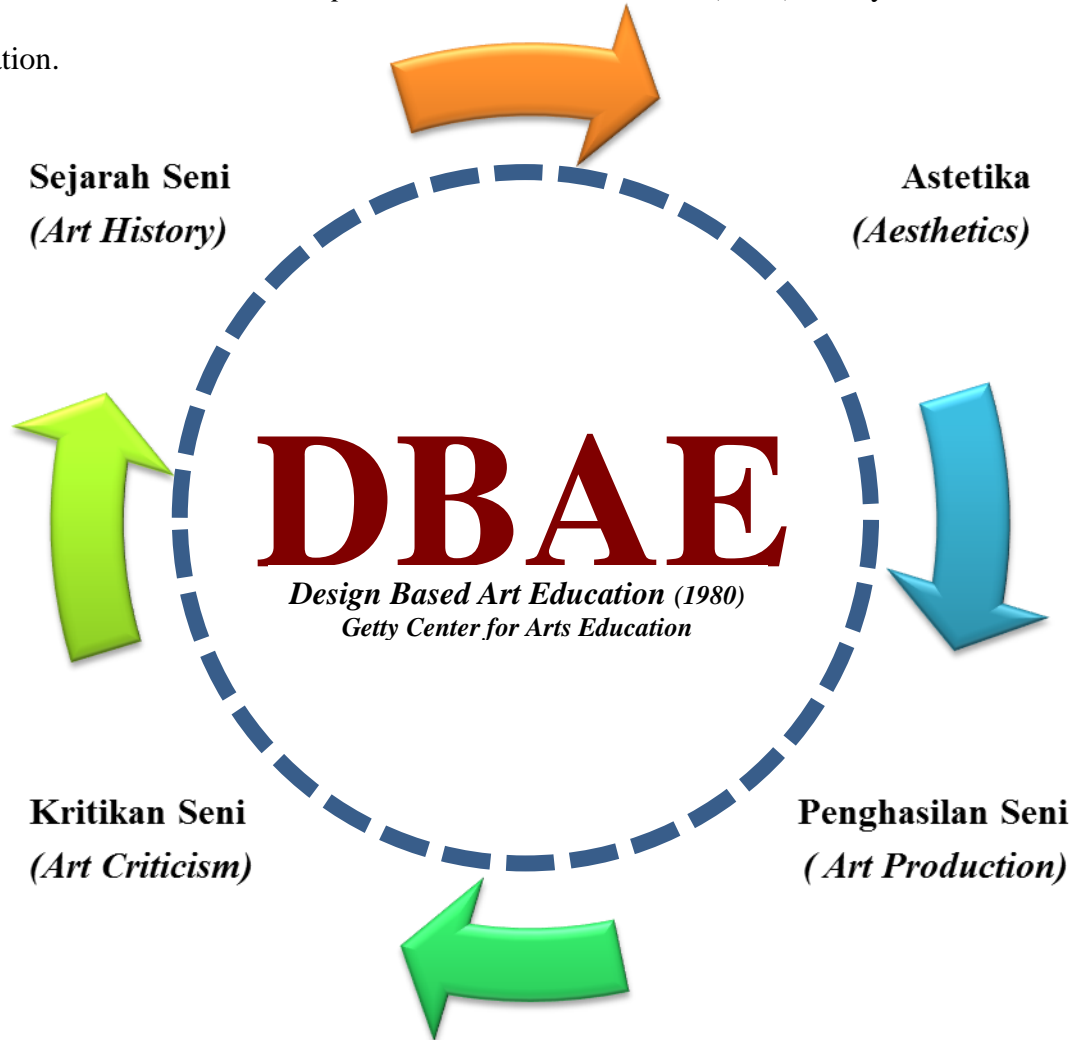 ation.
Sejarah Seni
(Art History)
Astetika
(Aesthetics)
DBAE
Design Based Art Education (1980)
Getty Center for Arts Education
Kritikan Seni
(Art Criticism)
Penghasilan Seni
( Art Production)